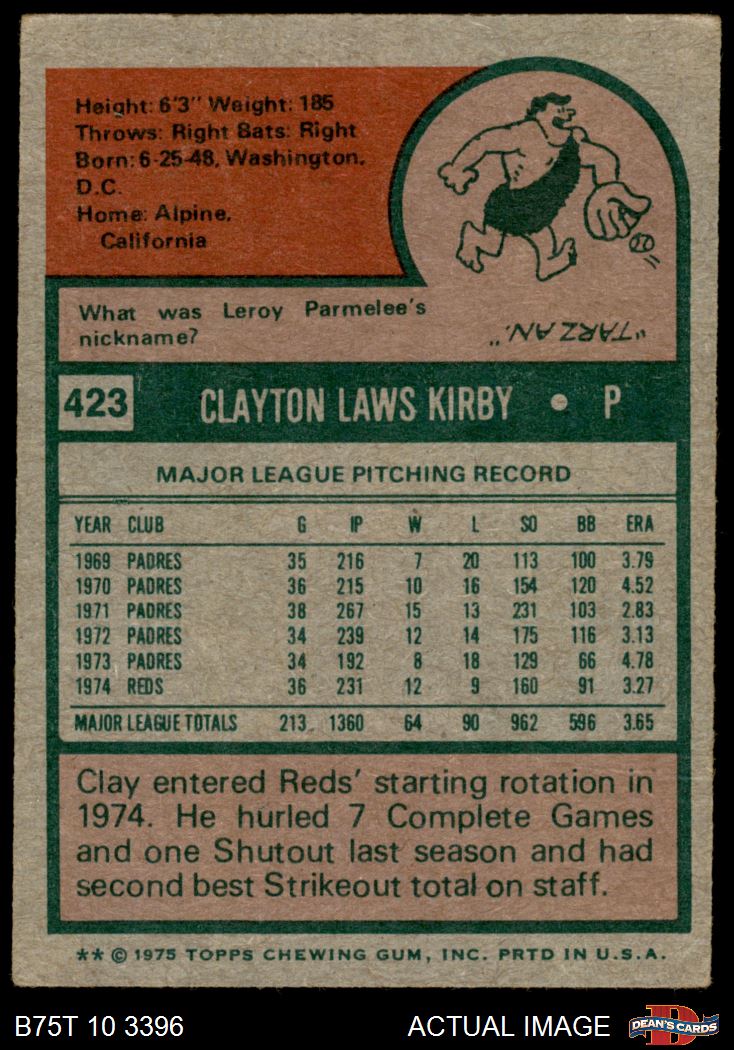 Height: 6'3" Weight: 185
Throws: Right Bats: Right
Born: 6-25-48, Washington,
D.C.
Home: Alpine,
California
What was Leroy Parmelee's
nickname?
"TARZAN."
423 CLAYTON LAWS KIRBY • P
MAJOR LEAGUE PITCHING RECORD
YEAR CLUB G IP W L SO BB ERA
1969 PADRES 35 216 7 20 113 100 3.79
1970 PADRES 36 215 10 16 154 120 4.52
1971 PADRES 38 267 15 13 231 103 2.83
1972 PADRES 34 239 12 14 175 116 3.13
1973 PADRES 34 192 8 18 129 66 4.78
1974 REDS 36 231 12 9 160 91 3.27
MAJOR LEAGUE TOTALS 213 1360 64 90 962 596 3.65
Clay entered Reds' starting rotation in
1974. He hurled 7 Complete Games
and one Shutout last season and had
second best Strikeout total on staff.
** © 1975 TOPPS CHEWING GUM, INC. PRTD IN U.S.A.
B75T 10 3396 ACTUAL IMAGE DEAN'S CARDS